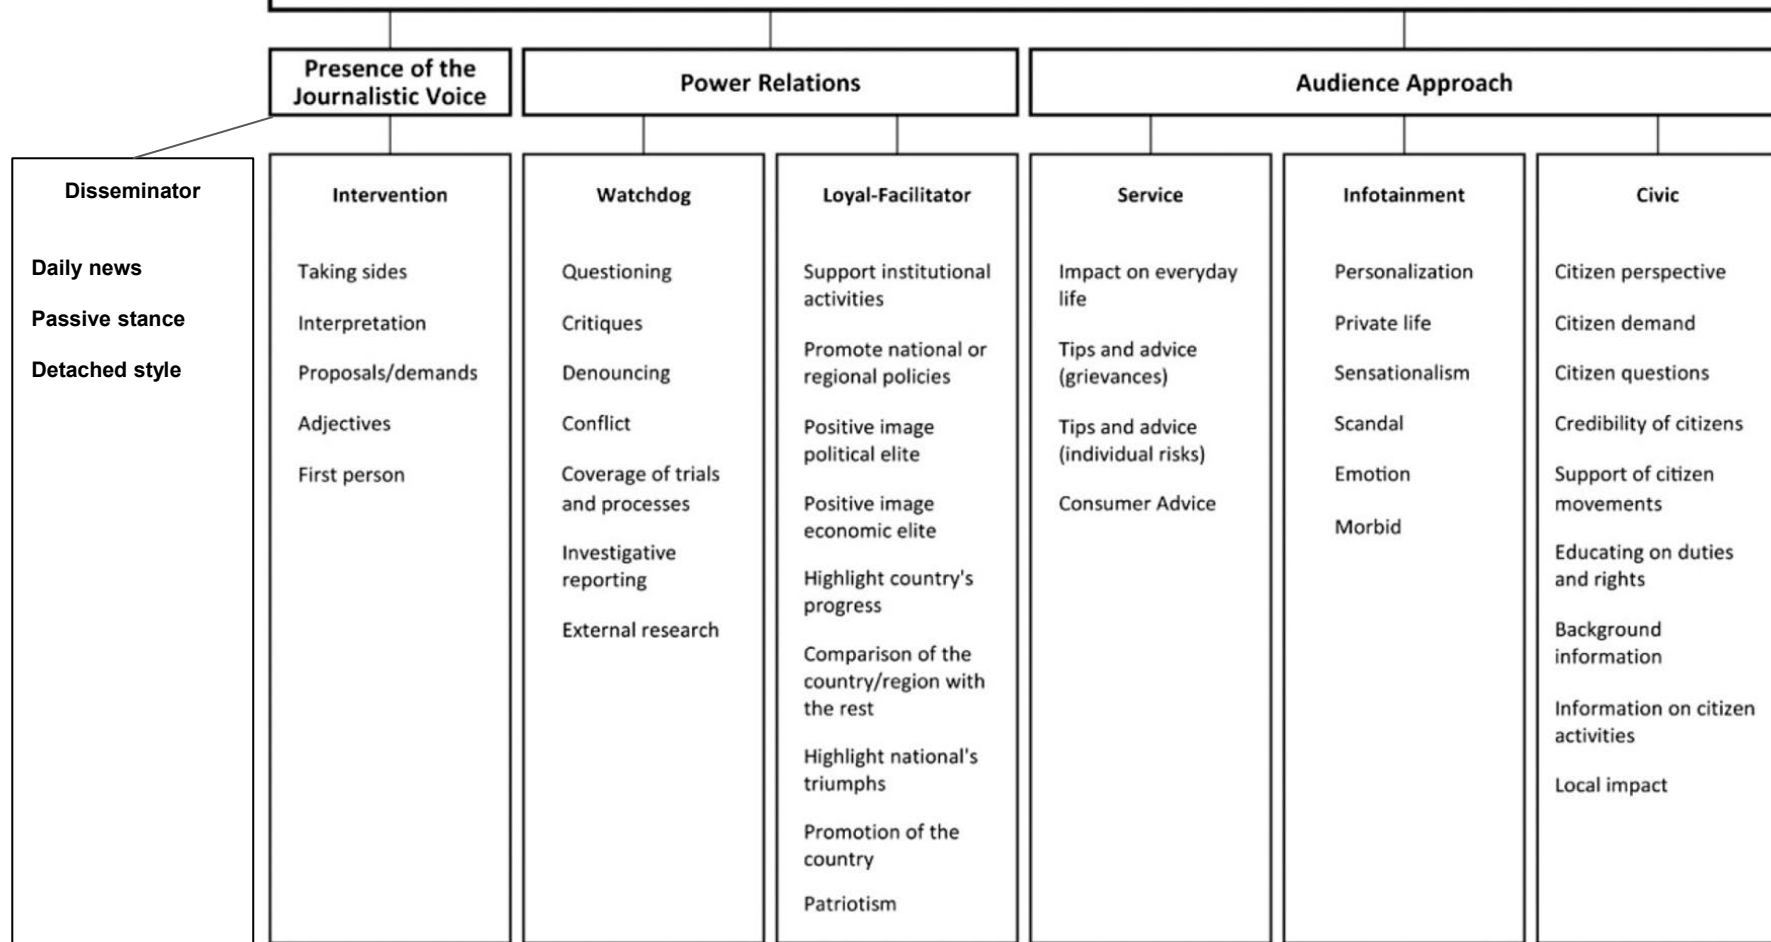 Presence of the
Journalistic Voice
Power Relations
Audience Approach
Disseminator
Daily news
Passive stance
Detached style
Intervention
Taking sides
Interpretation
Proposals/demands
Adjectives
First person
Watchdog
Questioning
Critiques
Denouncing
Conflict
Coverage of trials
and processes
Investigative
reporting
External research
Loyal-Facilitator
Support institutional
activities
Promote national or
regional policies
Positive image
political elite
Positive image
economic elite
Highlight country's
progress
Comparison of the
country/region with
the rest
Highlight national's
triumphs
Promotion of the
country
Patriotism
Service
Impact on everyday
life
Tips and advice
(grievances)
Tips and advice
(individual risks)
Consumer Advice
Infotainment
Personalization
Private life
Sensationalism
Scandal
Emotion
Morbid
Civic
Citizen perspective
Citizen demand
Citizen questions
Credibility of citizens
Support of citizen
movements
Educating on duties
and rights
Background
information
Information on citizen
activities
Local impact